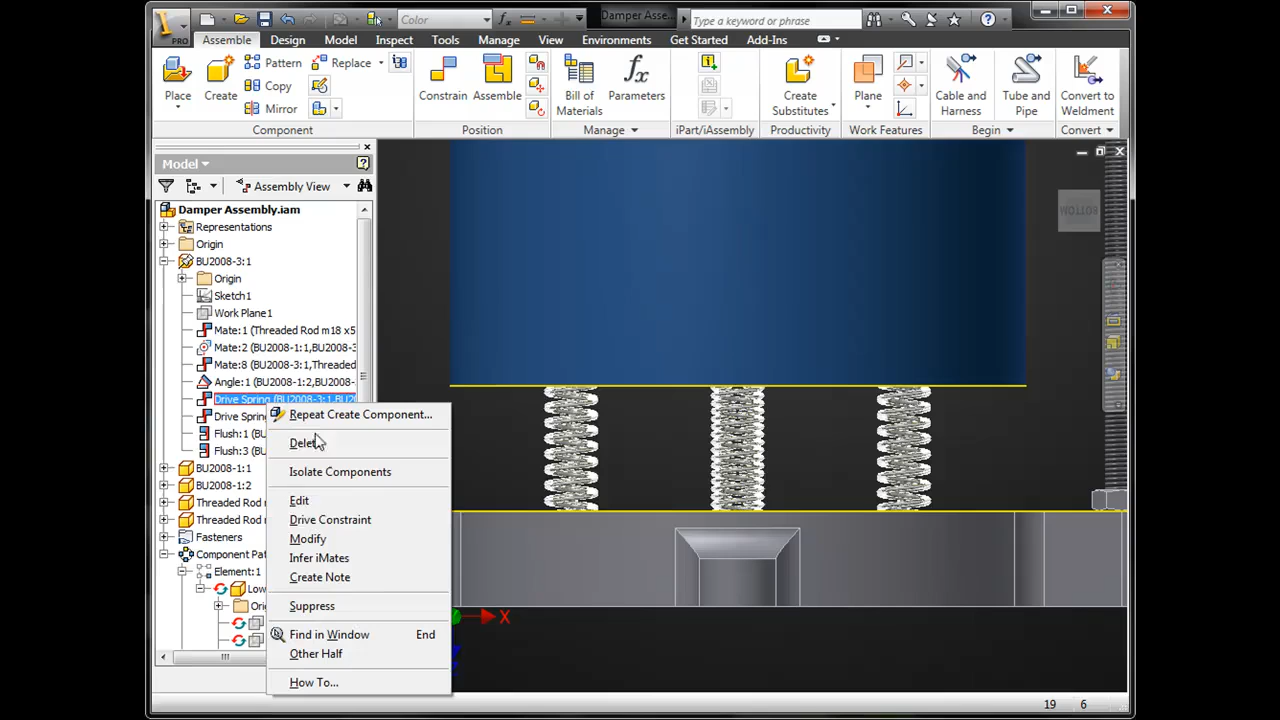 PRO
Color
Damper Asse...
Type a keyword or phrase
Assemble Design Model Inspect Tools Manage View Environments Get Started Add-Ins
Place
Create
Pattern
Copy
Mirror
Replace
Component
Constrain
Assemble
Position
Bill of
Materials
Parameters
Manage
iPart/iAssembly
Create
Substitutes
Productivity
Plane
Work Features
Cable and
Harness
Tube and
Pipe
Begin
Convert to
Weldment
Convert
Model
Assembly View
Damper Assembly.iam
Representations
Origin
BU2008-3:1
Origin
Sketch1
Work Plane1
Mate:1 (Threaded Rod m18 x5
Mate:2 (BU2008-1:1,BU2008-3
Mate:8 (BU2008-3:1,Threaded
Angle:1 (BU2008-1:2,BU2008-
Drive Spring (BU2008-3:1,BU20
Drive Spring
Flush:1 (BU
Flush:3 (BU
BU2008-1:1
BU2008-1:2
Threaded Rod m
Threaded Rod m
Fasteners
Component Pat
Element:1
Low
Orig
Repeat Create Component...
Delete
Isolate Components
Edit
Drive Constraint
Modify
Infer iMates
Create Note
Suppress
Find in Window End
Other Half
How To...
BOTTOM
X
19 6